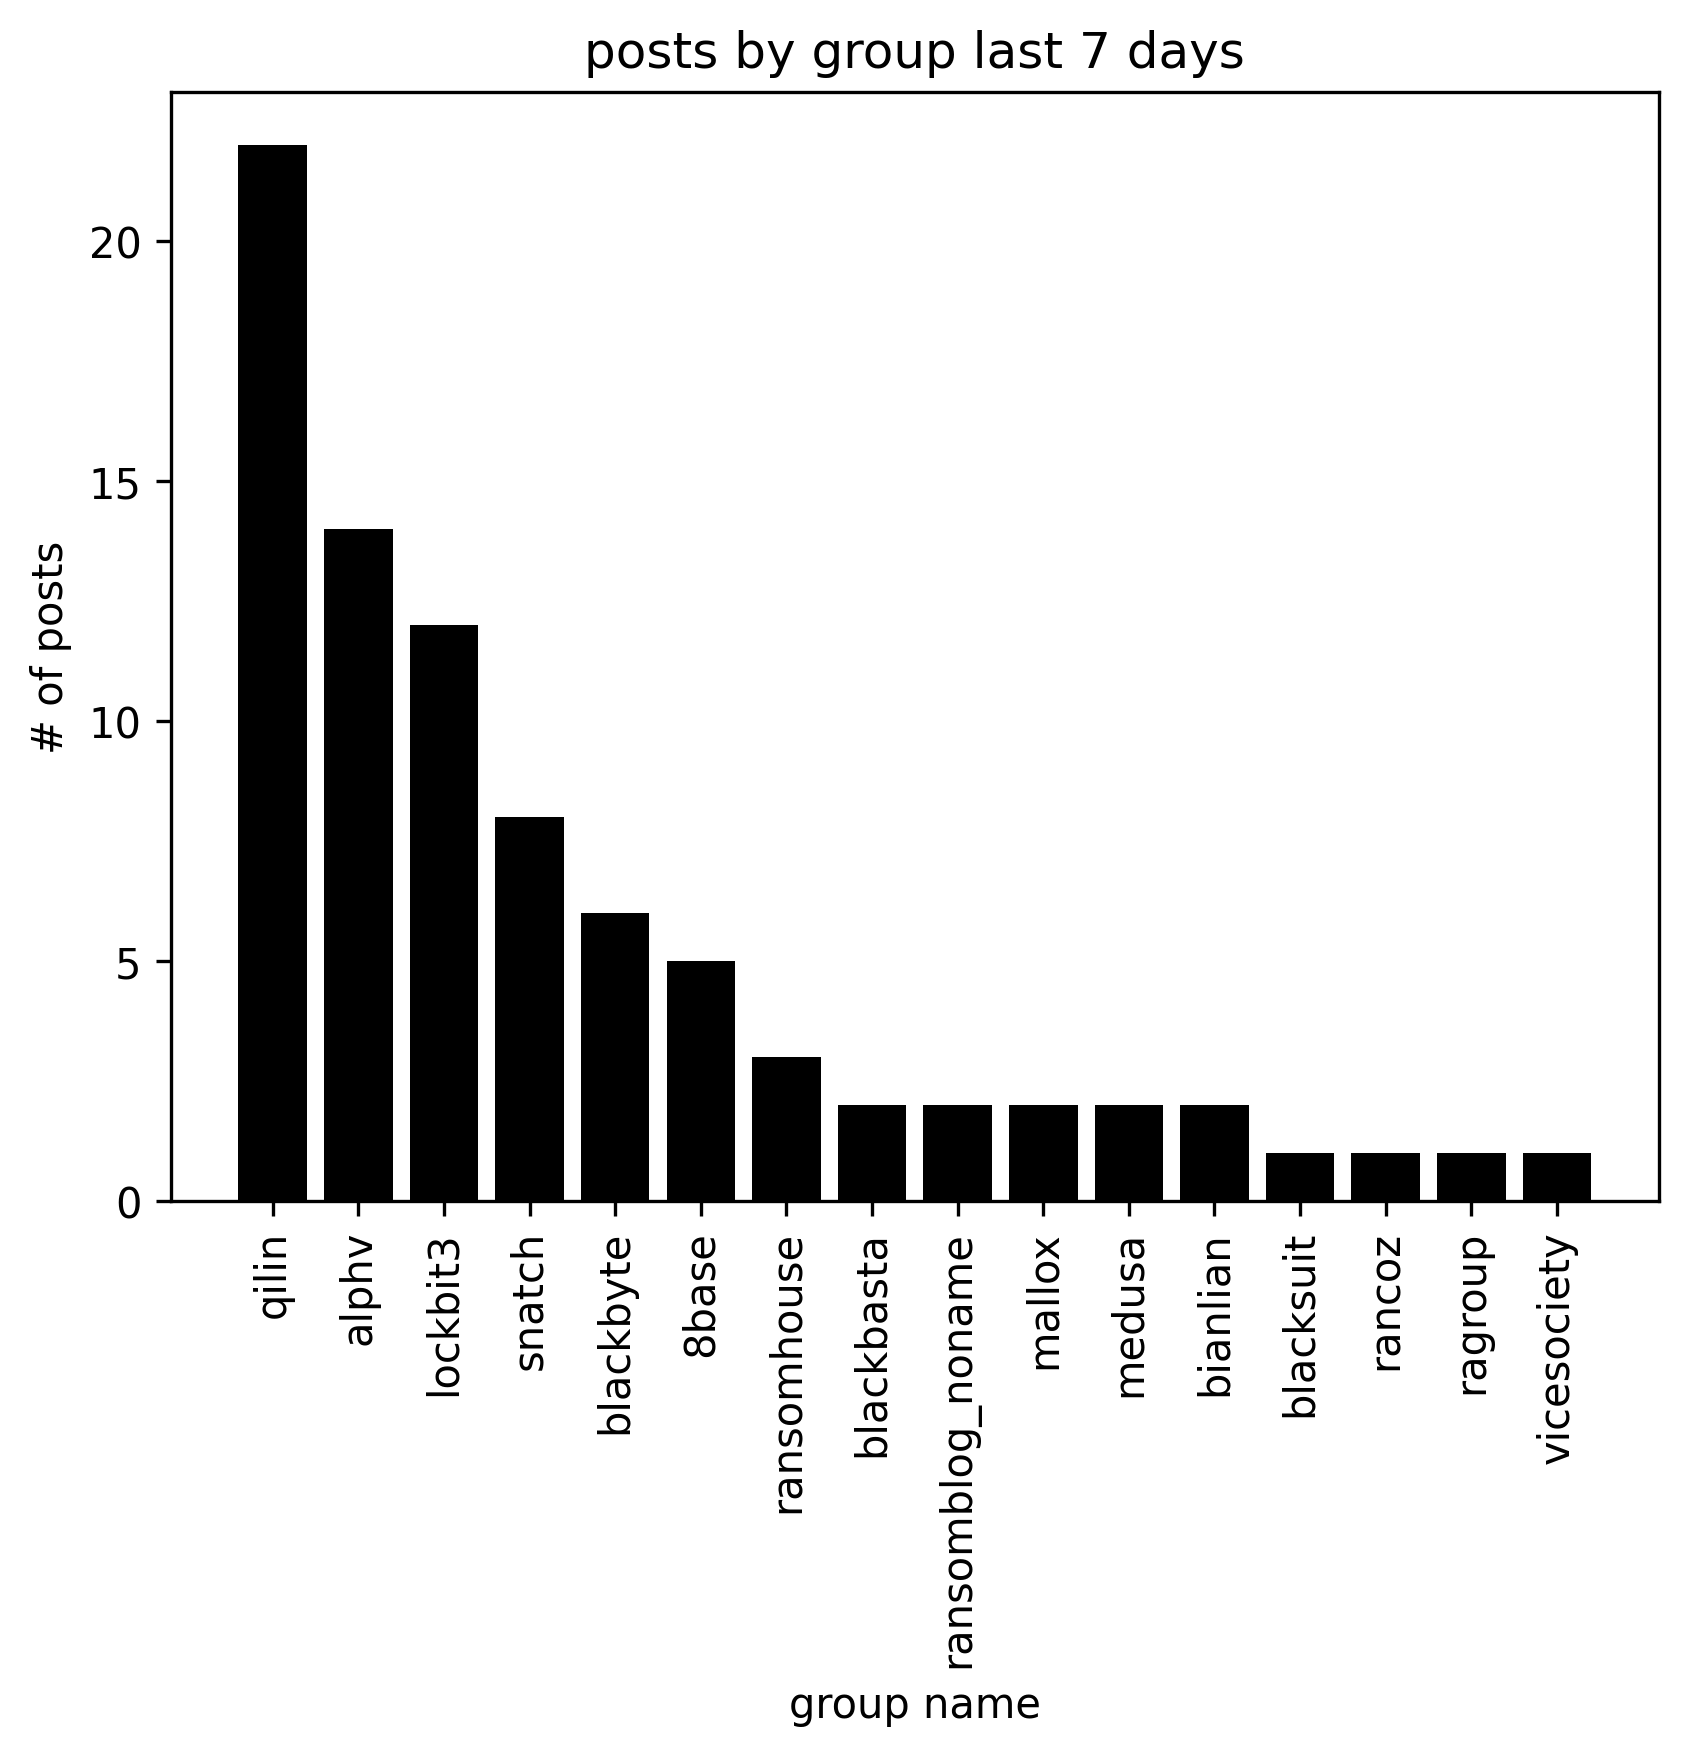 posts by group last 7 days
# of posts
20
15
10
5
0
qilin
alphv
lockbit3
snatch
blackbyte
8base
ransomhouse
blackbasta
ransomblog_noname
mallox
medusa
bianlian
blacksuit
rancoz
ragroup
vicesociety
group name